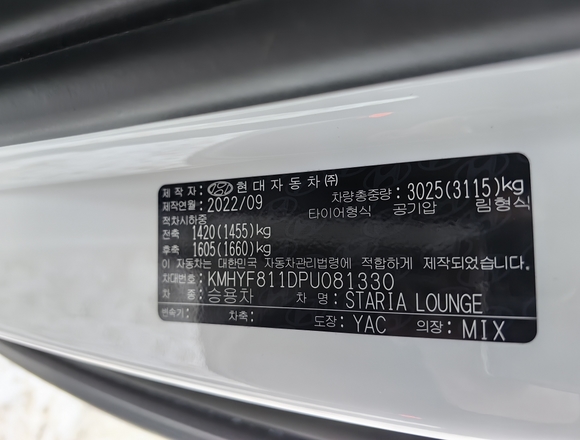 제 작 자: 현 대 자 동 차 ㈜
제작연월: 2022/09 차량총중량: 3025(3115)kg
적차시하중 타이어형식 공기압 림형식
전축 1420(1455)kg
후축 1605(1660)kg
이 자동차는 대한민국 자동차관리법령에 적합하게 제작되었습니다.
차대번호: KMHYF811DPU081330
차 종: 승용차 차 명: STARIA LOUNGE
변속기: 차축: 도장: YAC 의장: MIX